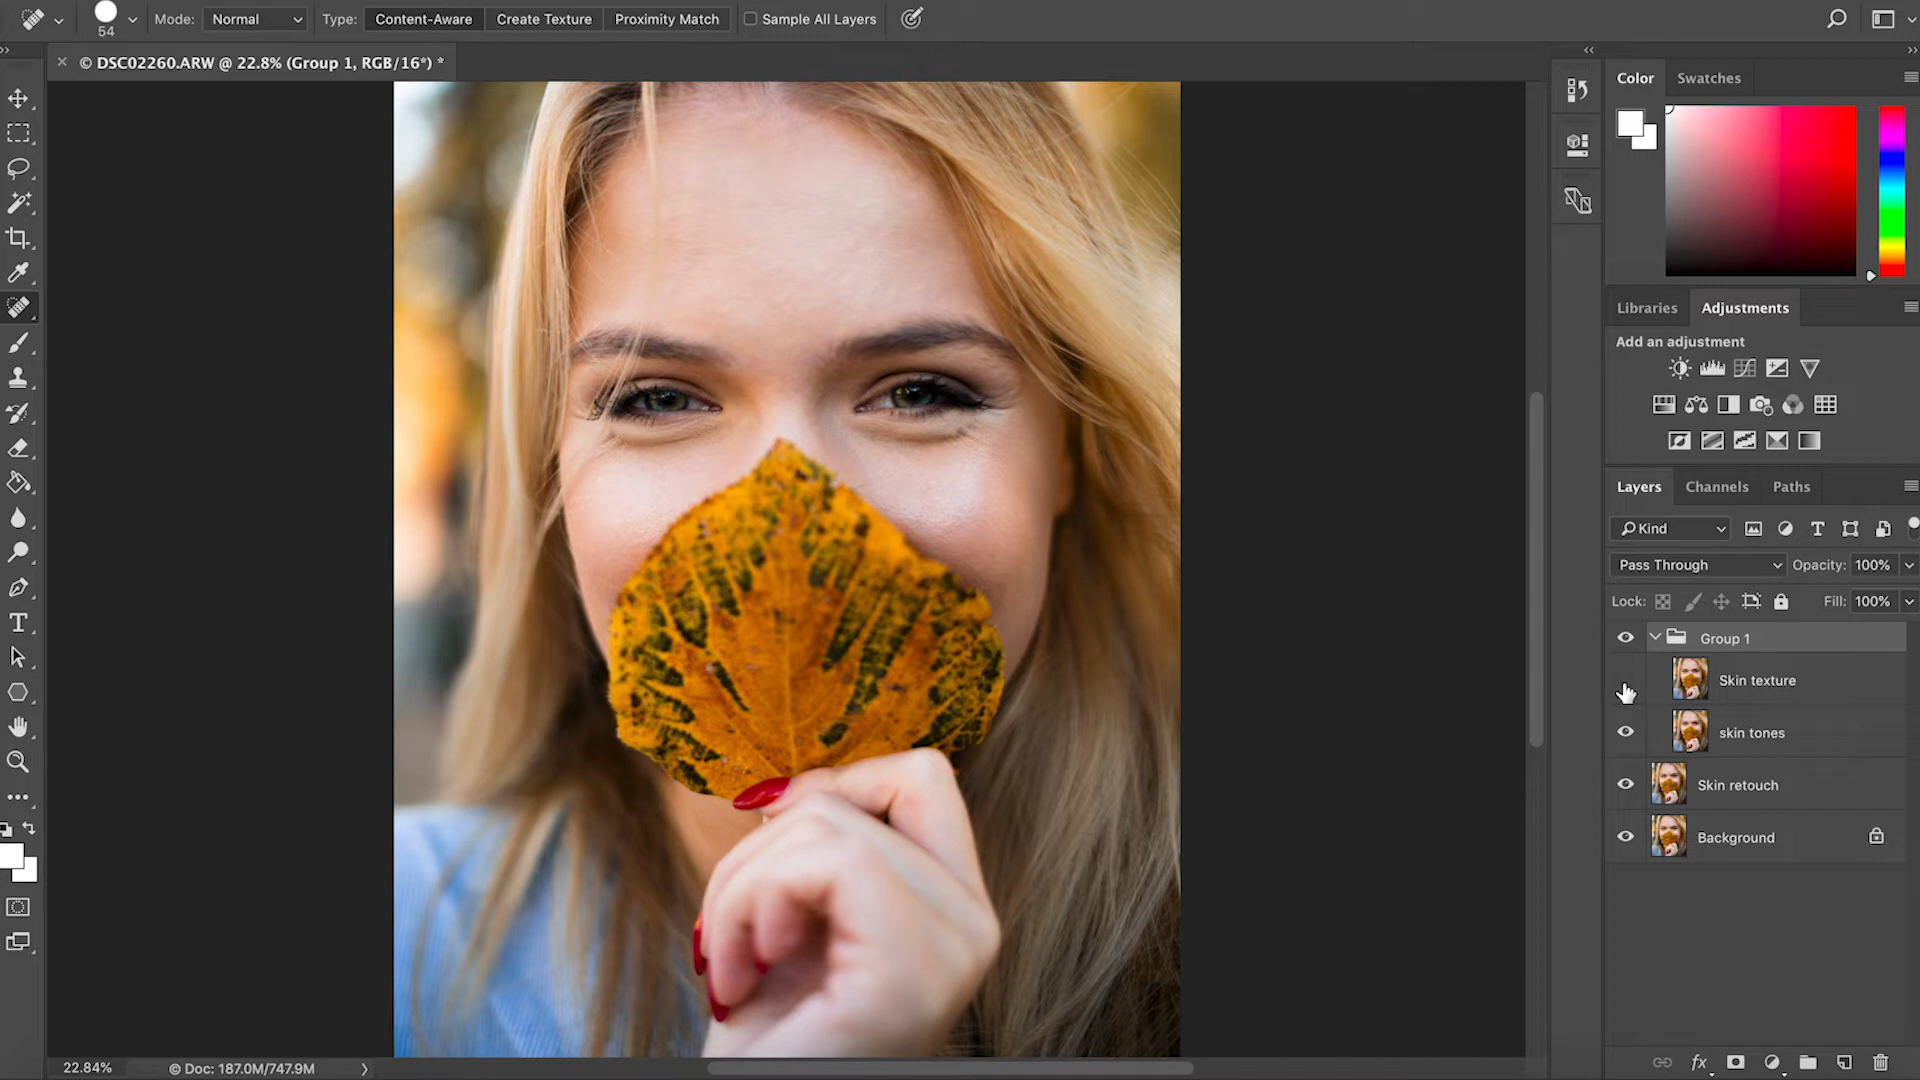 54
Mode: Normal
Type: Content-Aware Create Texture Proximity Match
Sample All Layers
× © DSC02260.ARW @ 22.8% (Group 1, RGB/16*) *
Color Swatches
Libraries Adjustments
Add an adjustment
Layers Channels Paths
Kind
Pass Through Opacity: 100%
Lock: Fill: 100%
Group 1
Skin texture
skin tones
Skin retouch
Background
fx
22.84% © Doc: 187.0M/747.9M